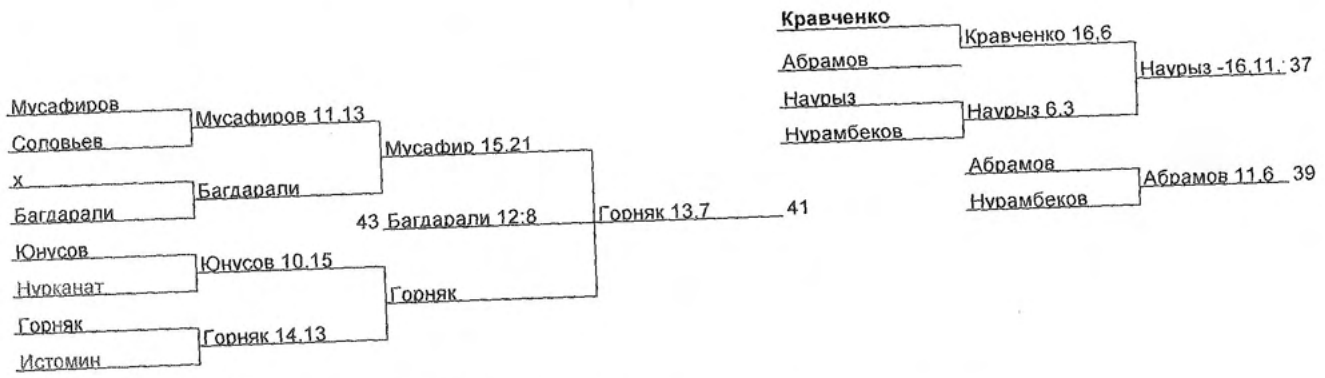 Кравченко
Кравченко 16,6
Абрамов
Наурыз -16,11, 37
Наурыз
Наурыз 6,3
Нурамбеков
Абрамов
Абрамов 11,6 39
Нурамбеков
Мусафиров
Мусафиров 11,13
Соловьев
Мусафир 15,21
х
Багдарали
Багдарали
43 Багдарали 12:8
Горняк 13,7 41
Юнусов
Юнусов 10,15
Нурканат
Горняк
Горняк
Горняк 14,13
Истомин